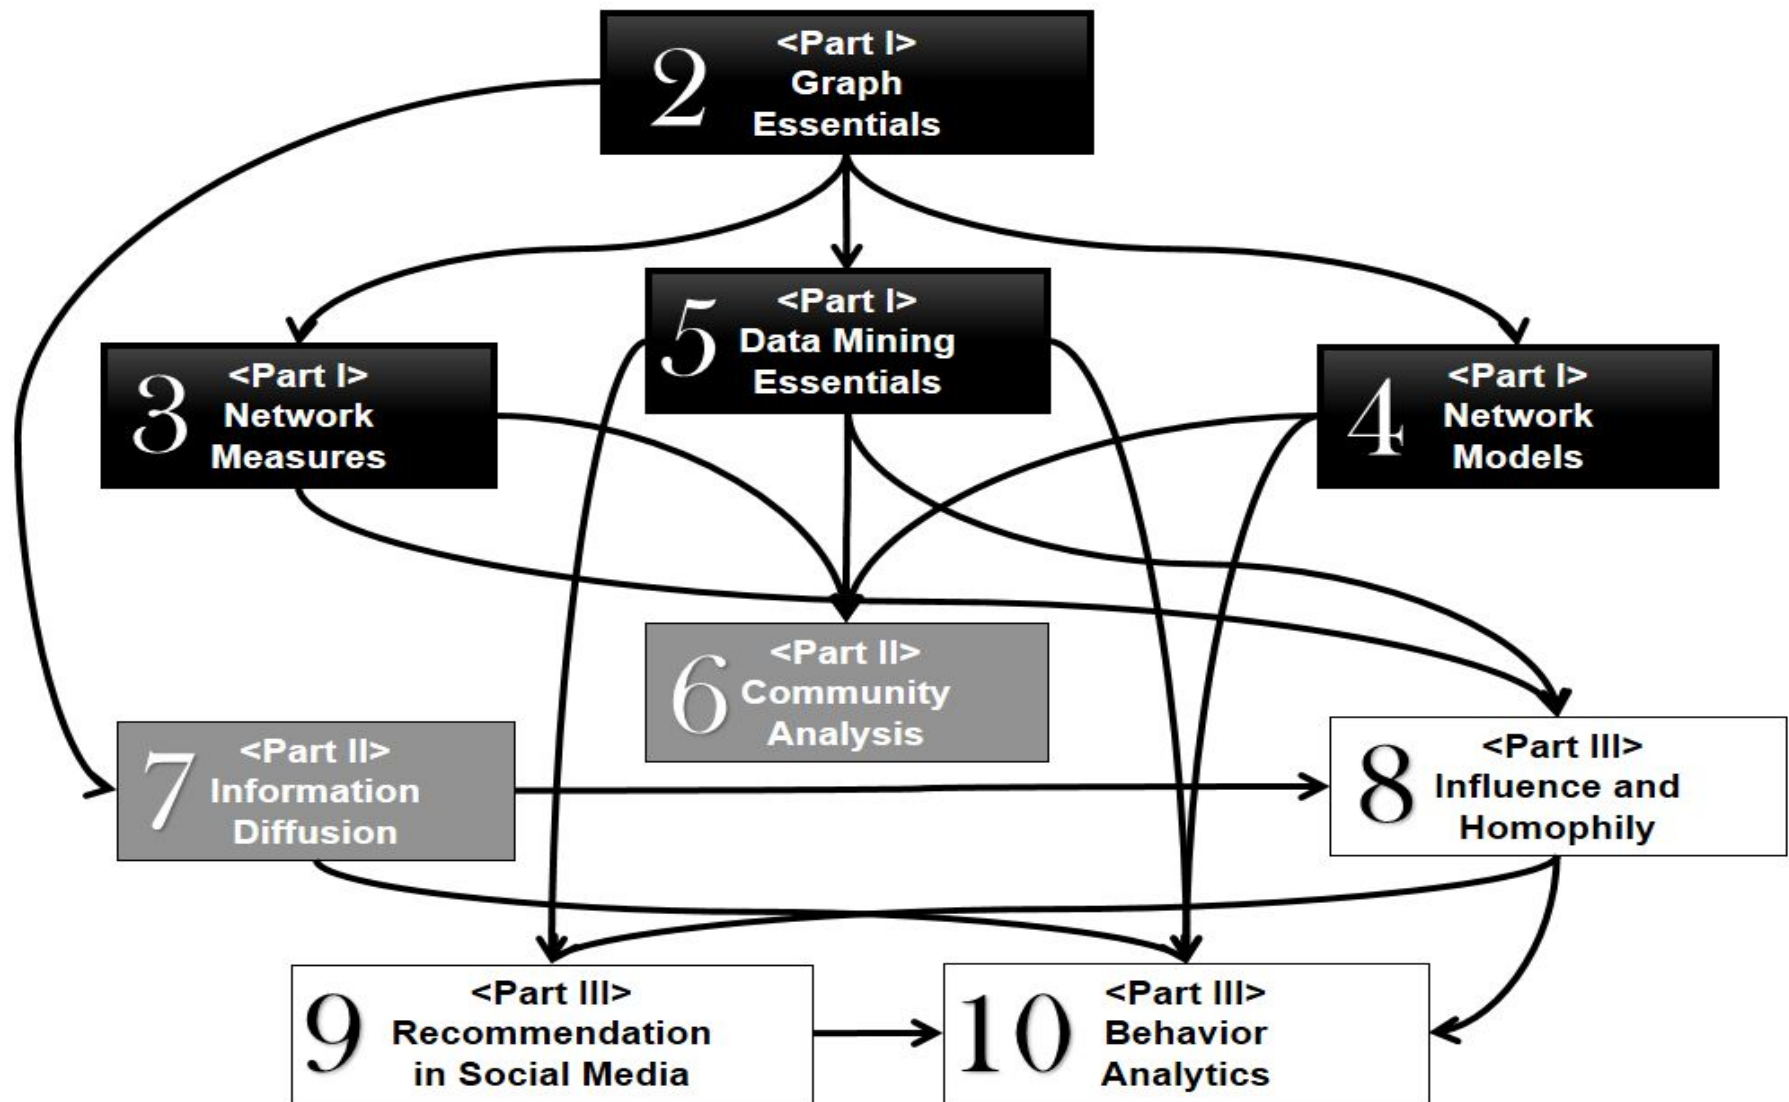 2
<Part I>
Graph
Essentials
5
<Part I>
Data Mining
Essentials
3
<Part I>
Network
Measures
4
<Part I>
Network
Models
6
<Part II>
Community
Analysis
7
<Part II>
Information
Diffusion
8
<Part III>
Influence and
Homophily
9
<Part III>
Recommendation
in Social Media
10
<Part III>
Behavior
Analytics